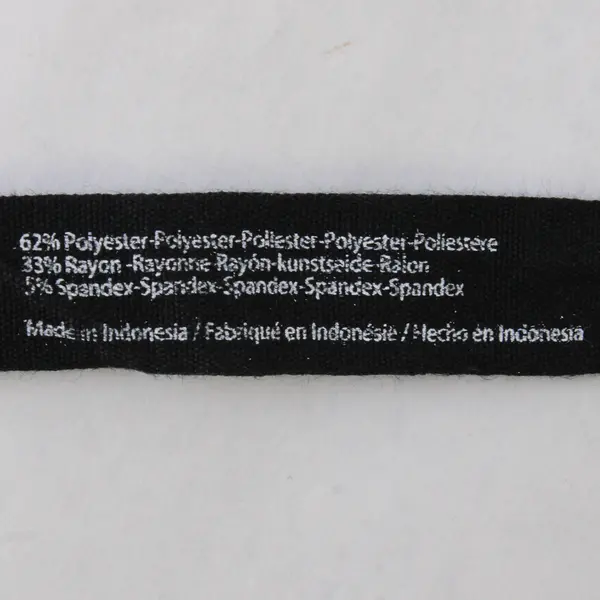 62% Polyester-Polyester-Poliester-Polyester-Poliestere
33% Rayon -Rayonne-Rayón-kunstseide-Raion
5% Spandex-Spandex-Spandex-Spandex-Spandex
Made in Indonesia / Fabriqué en Indonésie / Hecho en Indonesia